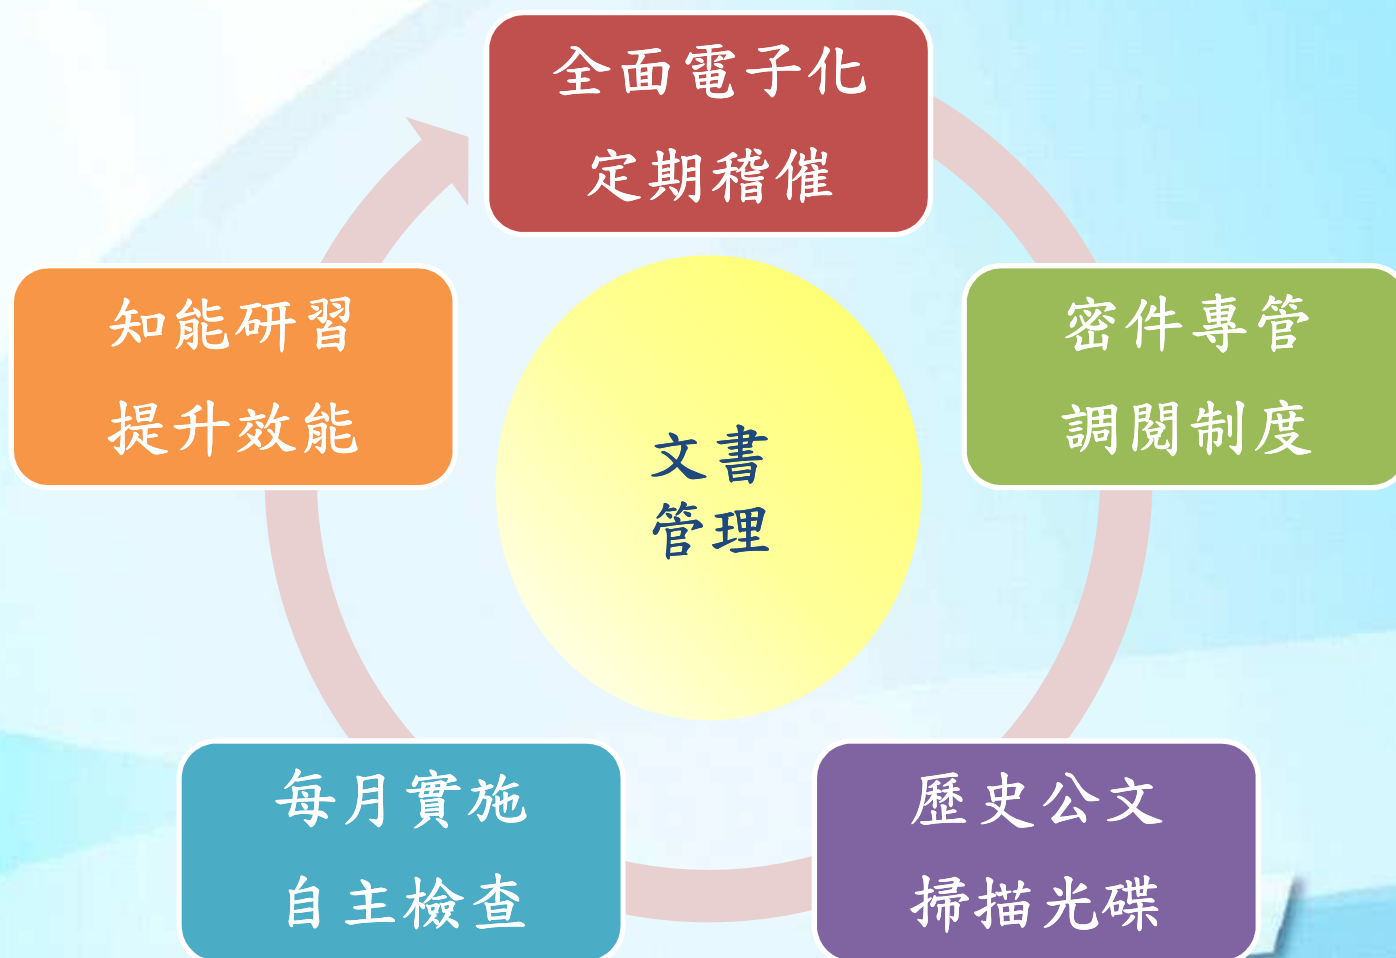 全面電子化
定期稽催
密件專管
調閱制度
歷史公文
掃描光碟
每月實施
自主檢查
知能研習
提升效能
文書
管理